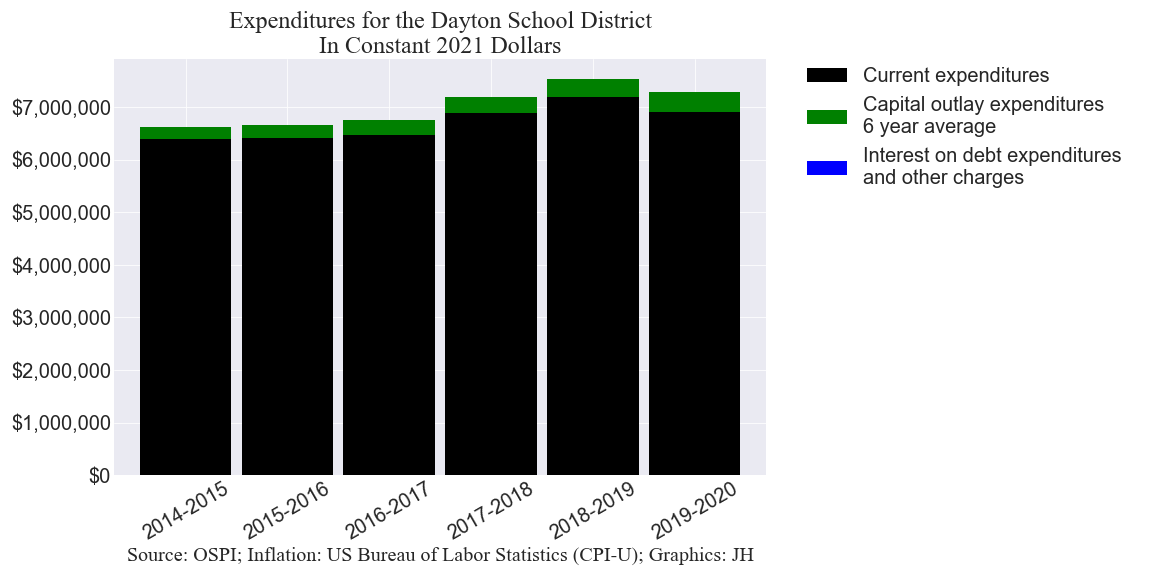 Expenditures for the Dayton School District
In Constant 2021 Dollars
Current expenditures
Capital outlay expenditures
6 year average
Interest on debt expenditures
and other charges
$7,000,000
$6,000,000
$5,000,000
$4,000,000
$3,000,000
$2,000,000
$1,000,000
$0
2014-2015
2015-2016
2016-2017
2017-2018
2018-2019
2019-2020
Source: OSPI; Inflation: US Bureau of Labor Statistics (CPI-U); Graphics: JH